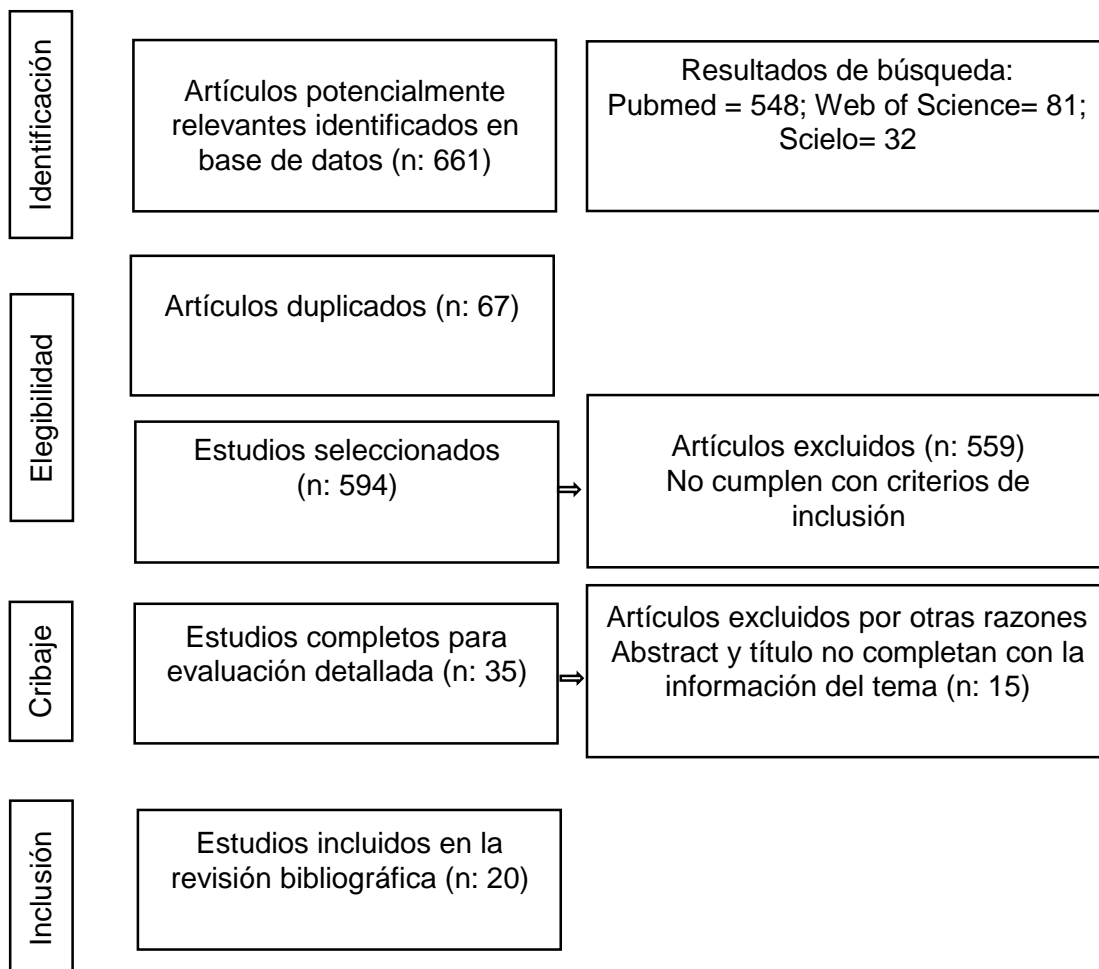 Identificación
Artículos potencialmente
relevantes identificados en
base de datos (n: 661)
Resultados de búsqueda:
Pubmed = 548; Web of Science= 81;
Scielo= 32
Elegibilidad
Artículos duplicados (n: 67)
Estudios seleccionados
(n: 594)
⇒
Artículos excluidos (n: 559)
No cumplen con criterios de
inclusión
Cribaje
Estudios completos para
evaluación detallada (n: 35)
⇒
Artículos excluidos por otras razones
Abstract y título no completan con la
información del tema (n: 15)
Inclusión
Estudios incluidos en la
revisión bibliográfica (n: 20)